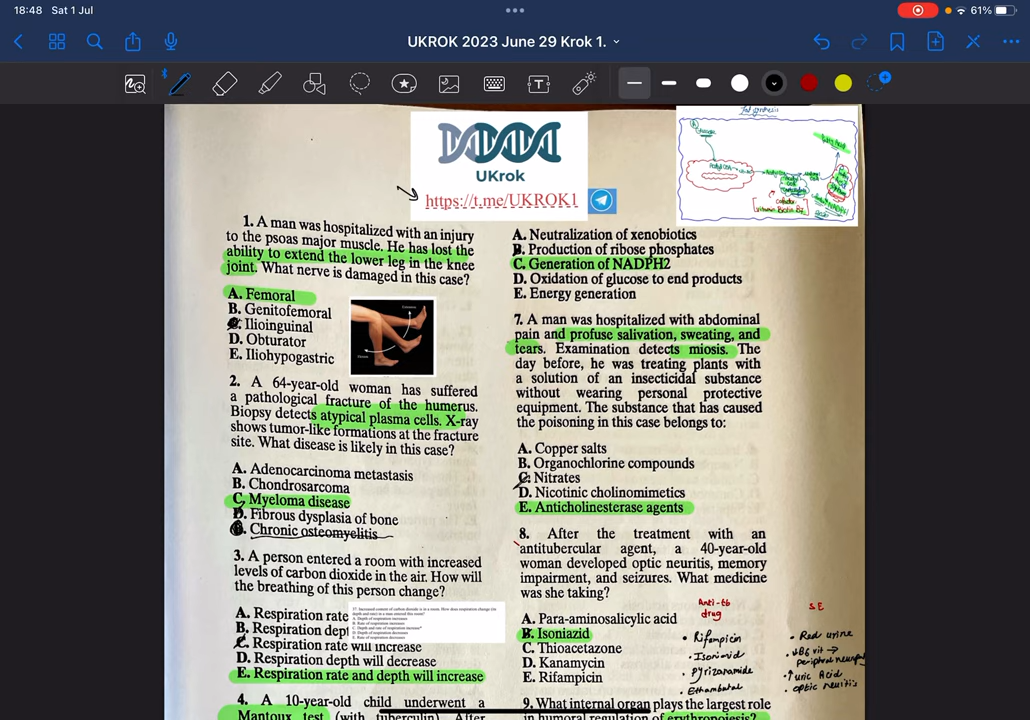 18:48 Sat 1 Jul
61%
UKROK 2023 June 29 Krok 1.
UKrok
https://t.me/UKROK1
1. A man was hospitalized with an injury
to the psoas major muscle. He has lost the
ability to extend the lower leg in the knee
joint. What nerve is damaged in this case?
A. Femoral
B. Genitofemoral
C. Ilioinguinal
D. Obturator
E. Iliohypogastric
2. A 64-year-old woman has suffered
a pathological fracture of the humerus.
Biopsy detects atypical plasma cells. X-ray
shows tumor-like formations at the fracture
site. What disease is likely in this case?
A. Adenocarcinoma metastasis
B. Chondrosarcoma
C. Myeloma disease
D. Fibrous dysplasia of bone
E. Chronic osteomyelitis
3. A person entered a room with increased
levels of carbon dioxide in the air. How will
the breathing of this person change?
A. Respiration rate
B. Respiration dept
C. Respiration rate will increase
D. Respiration depth will decrease
E. Respiration rate and depth will increase
4. A 10-year-old child underwent a
Mantoux test (with tuberculin). After
A. Neutralization of xenobiotics
B. Production of ribose phosphates
C. Generation of NADPH2
D. Oxidation of glucose to end products
E. Energy generation
7. A man was hospitalized with abdominal
pain and profuse salivation, sweating, and
tears. Examination detects miosis. The
day before, he was treating plants with
a solution of an insecticidal substance
without wearing personal protective
equipment. The substance that has caused
the poisoning in this case belongs to:
A. Copper salts
B. Organochlorine compounds
C. Nitrates
D. Nicotinic cholinomimetics
E. Anticholinesterase agents
8. After the treatment with an
antitubercular agent, a 40-year-old
woman developed optic neuritis, memory
impairment, and seizures. What medicine
was she taking?
A. Para-aminosalicylic acid
B. Isoniazid
C. Thioacetazone
D. Kanamycin
E. Rifampicin
Anti-tb
drug
• Rifampicin
• Isoniazid
• Pyrizanamide
• Ethambutal
SE
• Red urine
• ↓B6 vit →
• ↑ uric Acid
• optic neuitis
9. What internal organ plays the largest role
in humoral regulation of erythropoiesis?